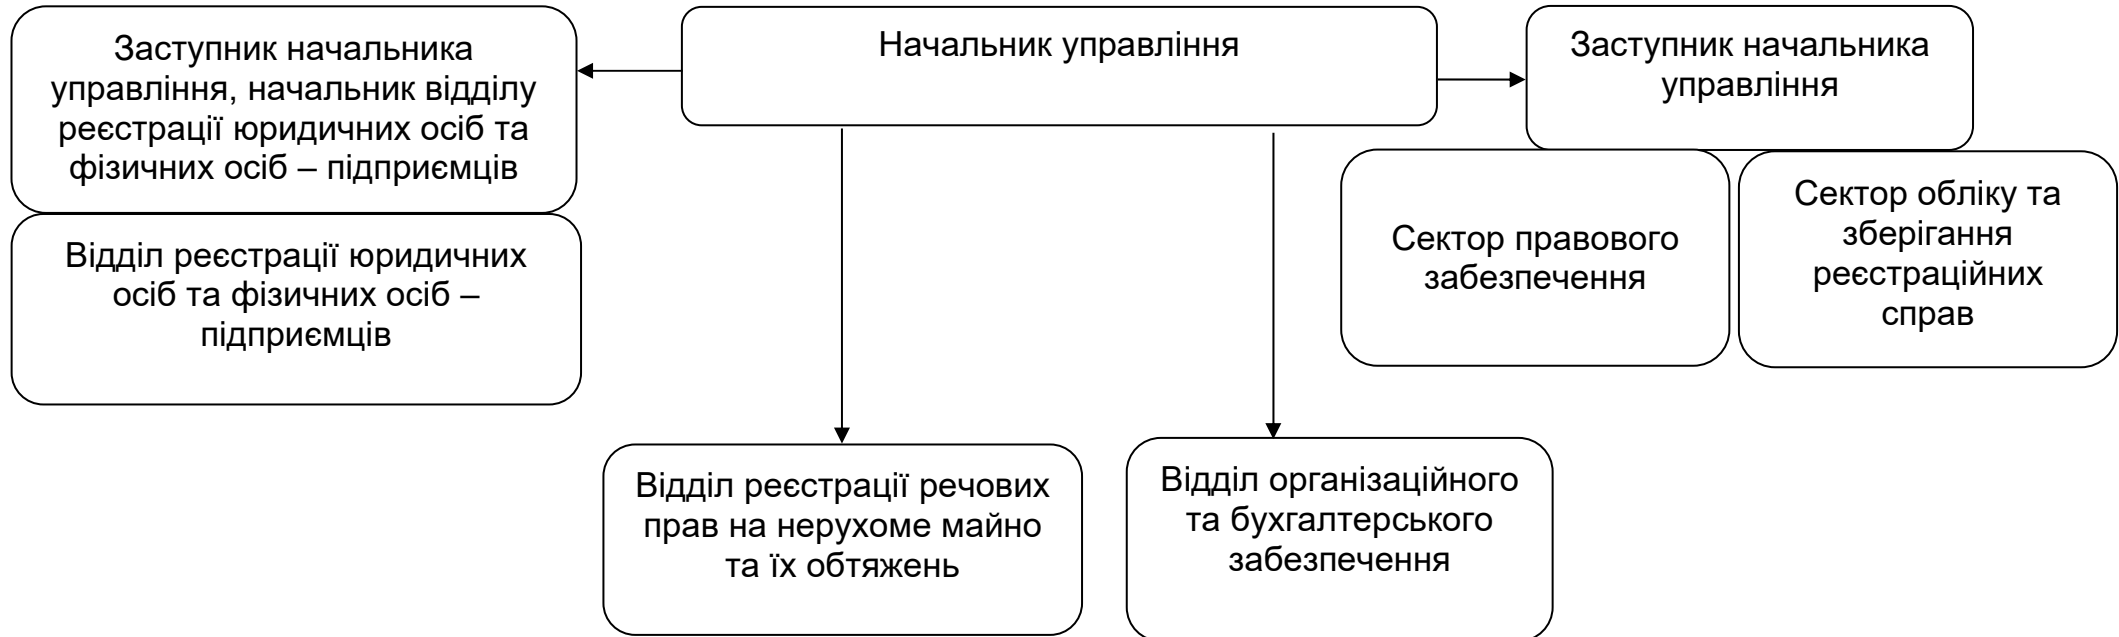 Заступник начальника
управління, начальник відділу
реєстрації юридичних осіб та
фізичних осіб – підприємців
Начальник управління
Заступник начальника
управління
Відділ реєстрації юридичних
осіб та фізичних осіб –
підприємців
Сектор правового
забезпечення
Сектор обліку та
зберігання
реєстраційних
справ
Відділ реєстрації речових
прав на нерухоме майно
та їх обтяжень
Відділ організаційного
та бухгалтерського
забезпечення